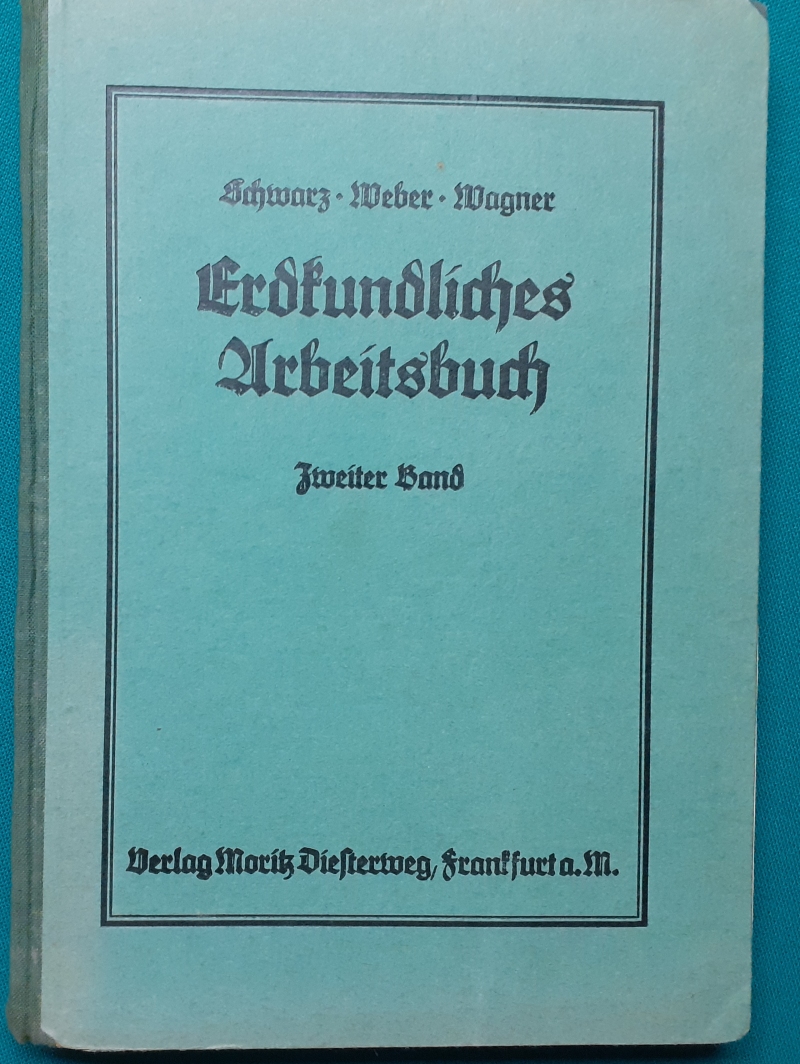 Schwarz · Weber · Wagner
Erdkundliches
Arbeitsbuch
Zweiter Band
Verlag Moritz Diesterweg, Frankfurt a. M.